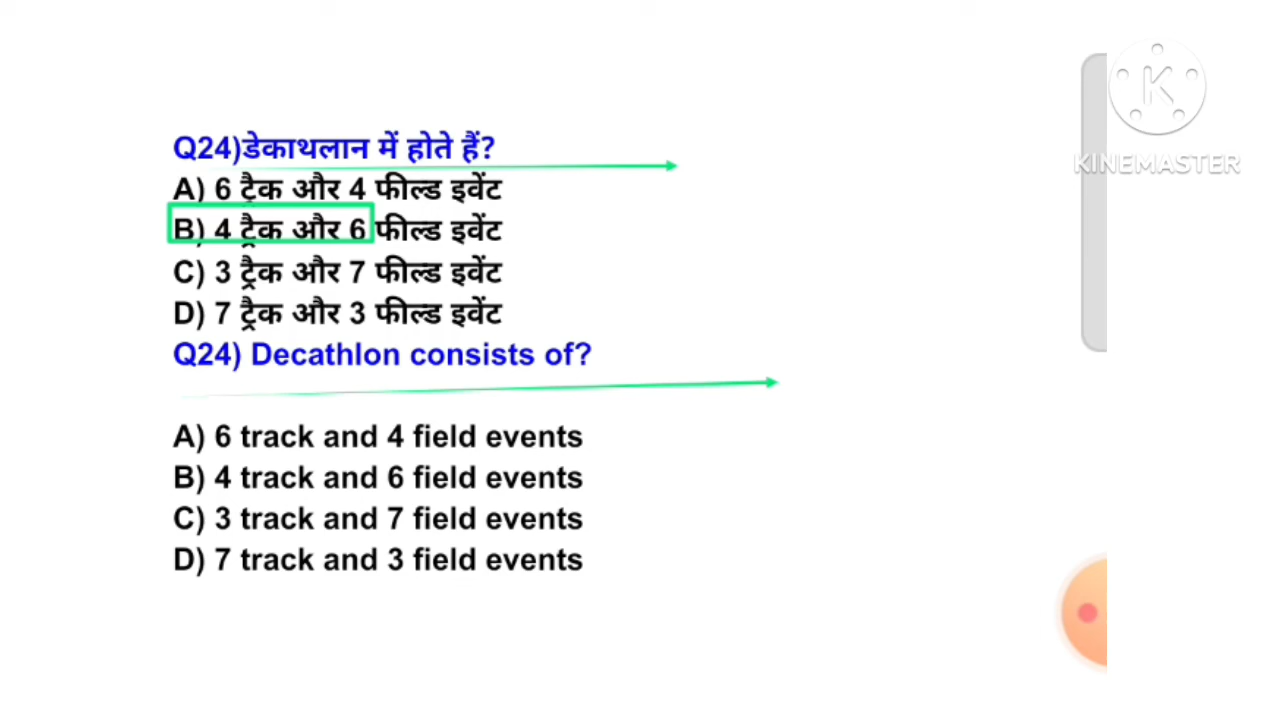 Q24)डेकाथलान में होते हैं?
A) 6 ट्रैक और 4 फील्ड इवेंट
B) 4 ट्रैक और 6 फील्ड इवेंट
C) 3 ट्रैक और 7 फील्ड इवेंट
D) 7 ट्रैक और 3 फील्ड इवेंट
Q24) Decathlon consists of?
A) 6 track and 4 field events
B) 4 track and 6 field events
C) 3 track and 7 field events
D) 7 track and 3 field events
K
KINEMASTER